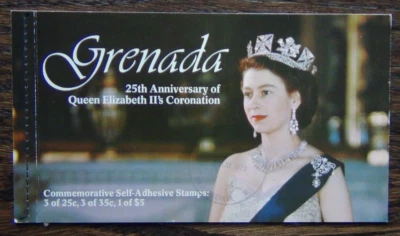 Grenada
25th Anniversary of
Queen Elizabeth II's Coronation
Commemorative Self-Adhesive Stamps:
3 of 25c, 3 of 35c, 1 of $5